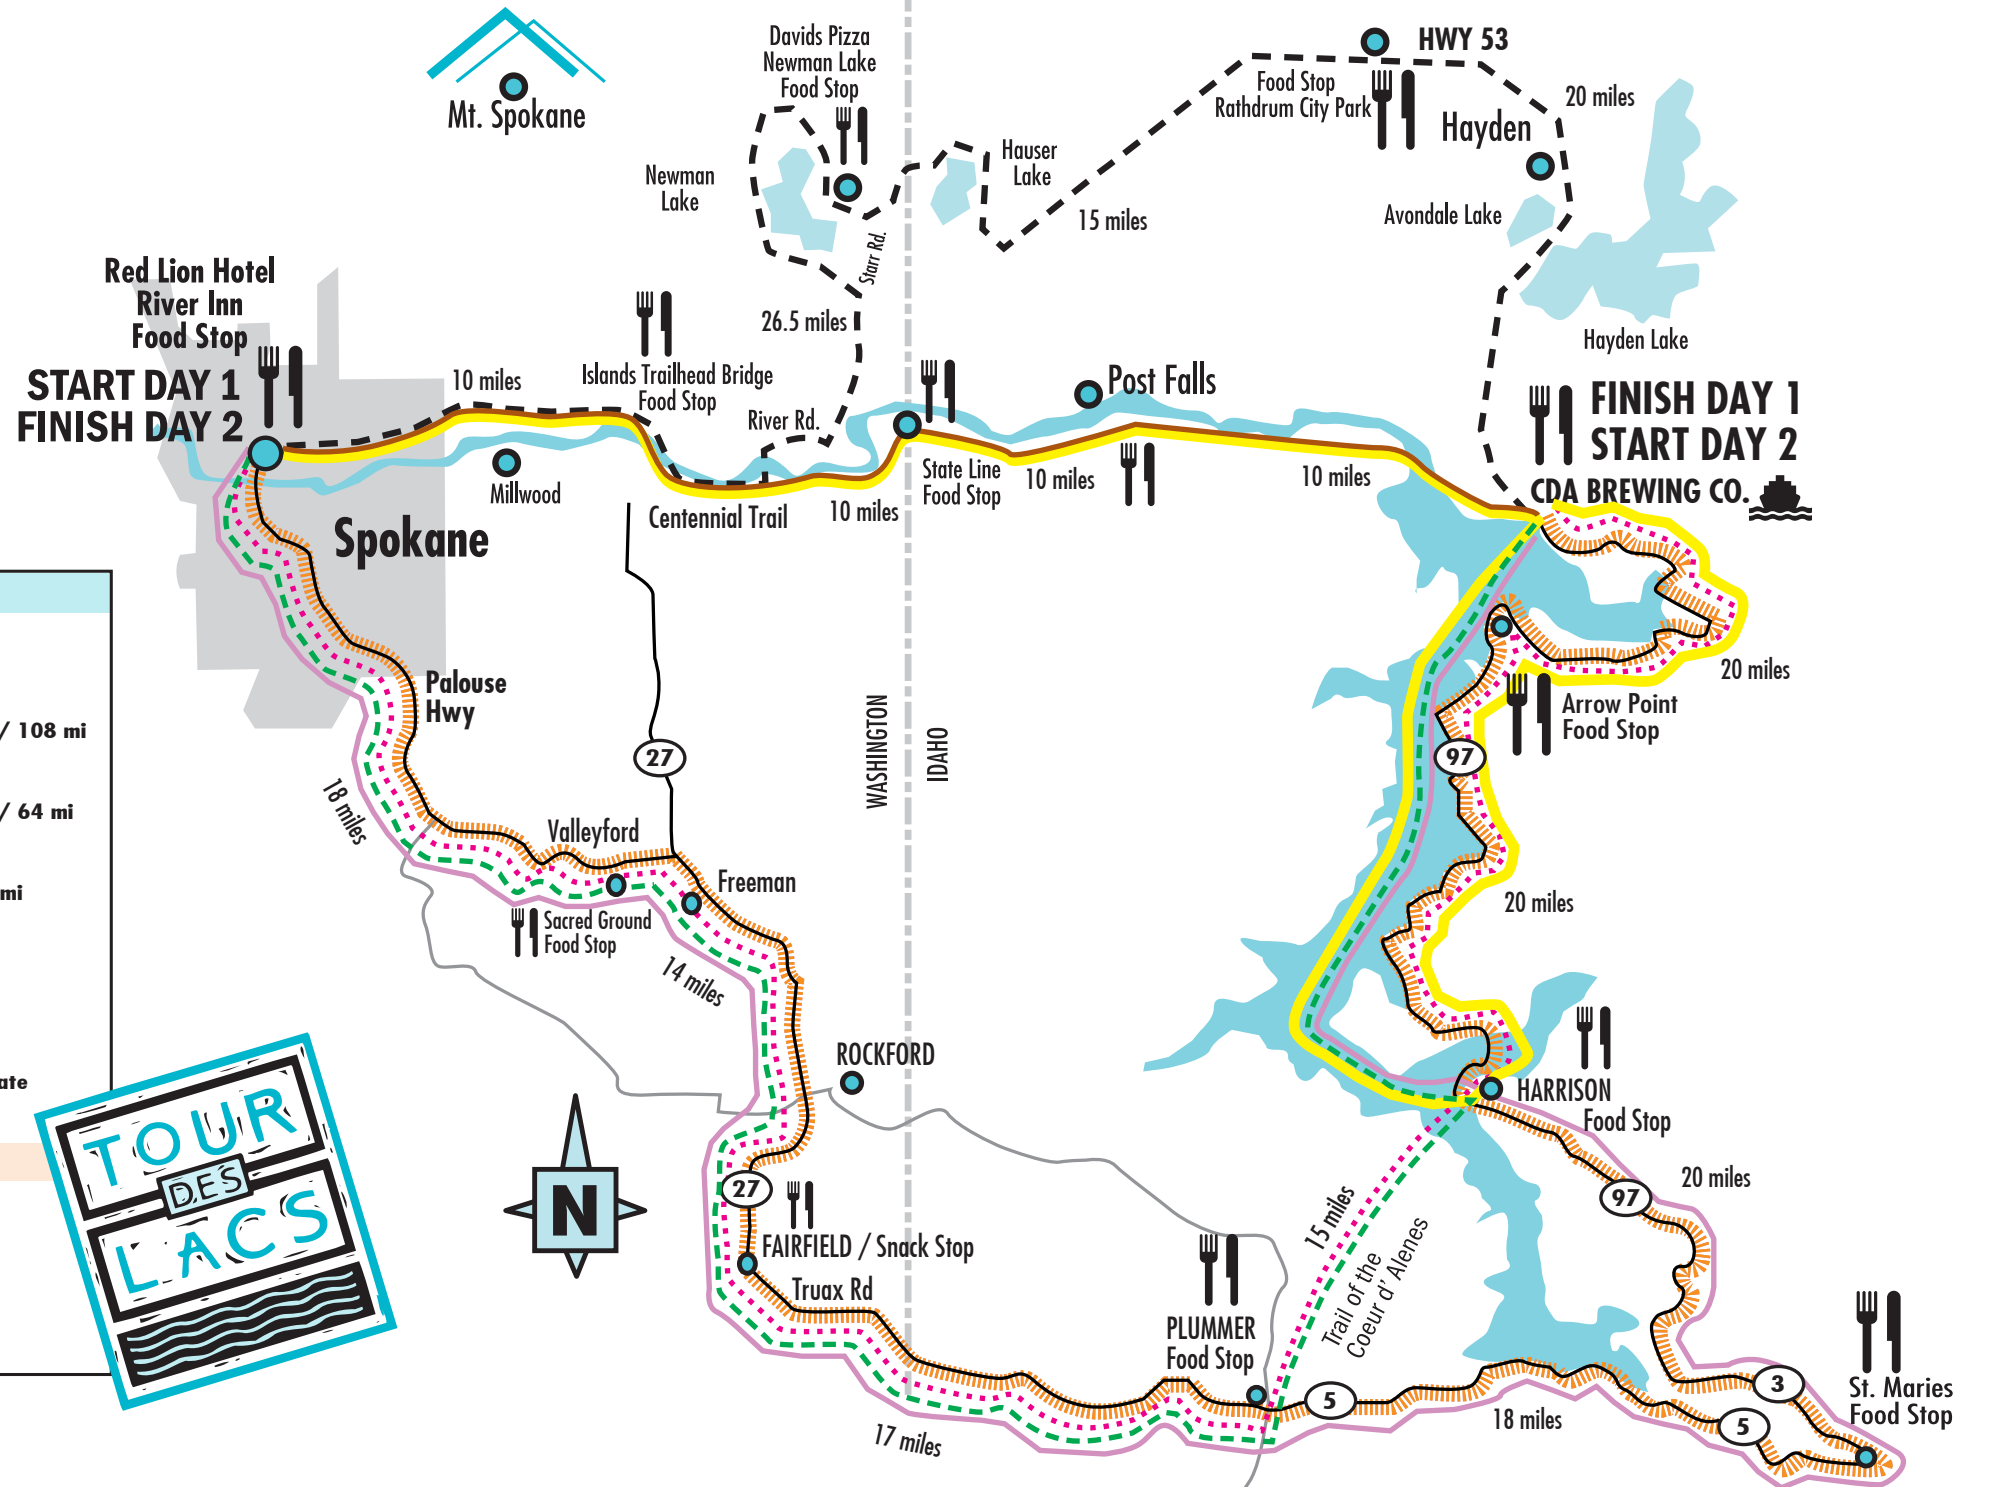 Mt. Spokane
Davids Pizza
Newman Lake
Food Stop
HWY 53
Food Stop
Rathdrum City Park
20 miles
Hayden
Hauser
Lake
Newman
Lake
15 miles
Avondale Lake
Starr Rd.
Hayden Lake
Red Lion Hotel
River Inn
Food Stop
START DAY 1
FINISH DAY 2
10 miles
Islands Trailhead Bridge
Food Stop
26.5 miles
River Rd.
Post Falls
FINISH DAY 1
START DAY 2
CDA BREWING CO.
Millwood
Centennial Trail
10 miles
State Line
Food Stop
10 miles
10 miles
Spokane
Palouse
Hwy
27
WASHINGTON
IDAHO
20 miles
Arrow Point
Food Stop
97
/ 108 mi
/ 64 mi
mi
ate
18 miles
Valleyford
Freeman
Sacred Ground
Food Stop
14 miles
20 miles
ROCKFORD
HARRISON
Food Stop
20 miles
97
TOUR
DES
LACS
N
27
FAIRFIELD / Snack Stop
Truax Rd
15 miles
Trail of the
Coeur d' Alenes
PLUMMER
Food Stop
5
17 miles
18 miles
3
5
St. Maries
Food Stop